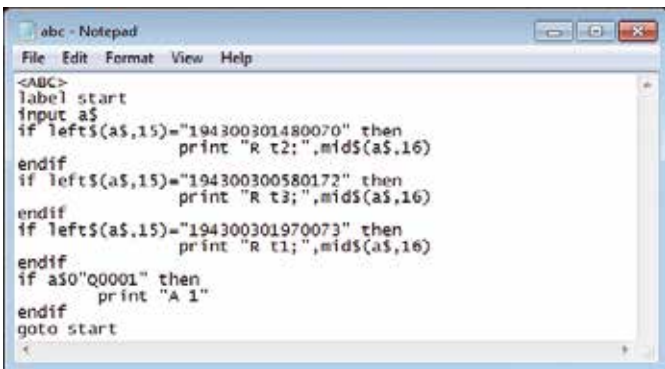 abc - Notepad
File Edit Format View Help
<ABC>
label start
input a$
if left$(a$,15)="194300301480070" then
print "R t2;",mid$(a$,16)
endif
if left$(a$,15)="194300300580172" then
print "R t3;",mid$(a$,16)
endif
if left$(a$,15)="194300301970073" then
print "R t1;",mid$(a$,16)
endif
if a$0"Q0001" then
print "A 1"
endif
goto start